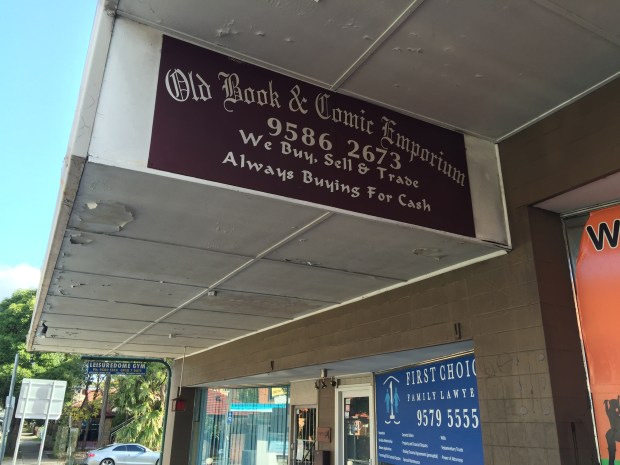 Old Book & Comic Emporium
9586 2673
We Buy, Sell & Trade
Always Buying For Cash
LEISUREDOME GYM
FIRST CHOIC
FAMILY LAWYE
9579 5555
W